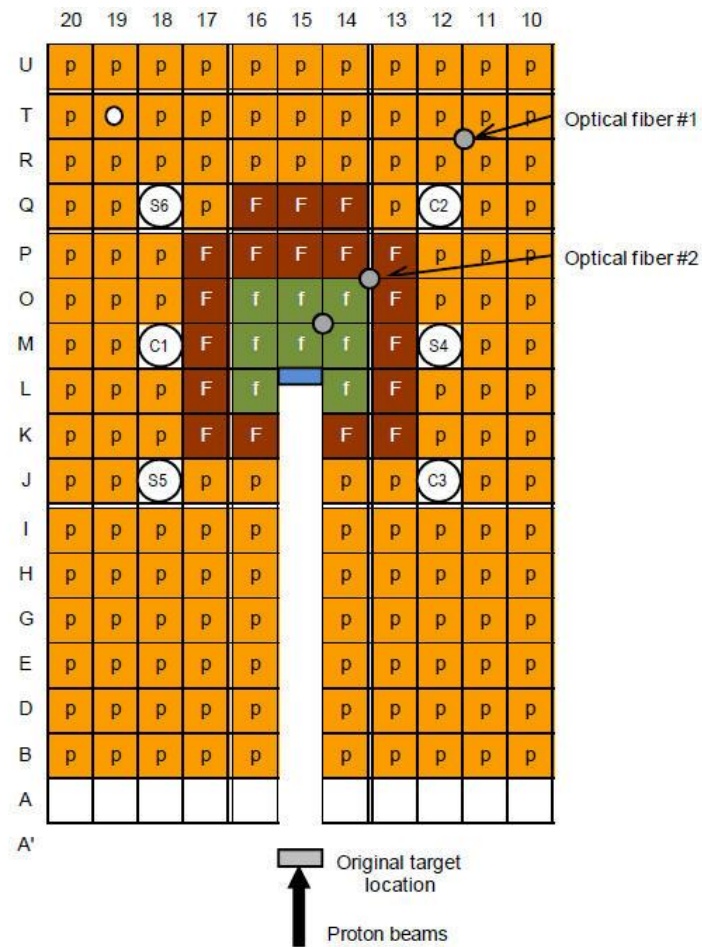 20 19 18 17 16 15 14 13 12 11 10
U p p p p p p p p p p p
T p p p p p p p p p p Optical fiber #1
R p p p p p p p p p p p
Q p p S6 p F F F p C2 p p
P p p p F F F F F p p p Optical fiber #2
O p p p F f f f F p p p
M p p C1 F f f f F S4 p p
L p p p F f f F p p p
K p p p F F F F p p p
J p p S5 p p p p C3 p p
I p p p p p p p p p p
H p p p p p p p p p p
G p p p p p p p p p p
E p p p p p p p p p p
D p p p p p p p p p p
B p p p p p p p p p p
A
A'
Original target
location
Proton beams